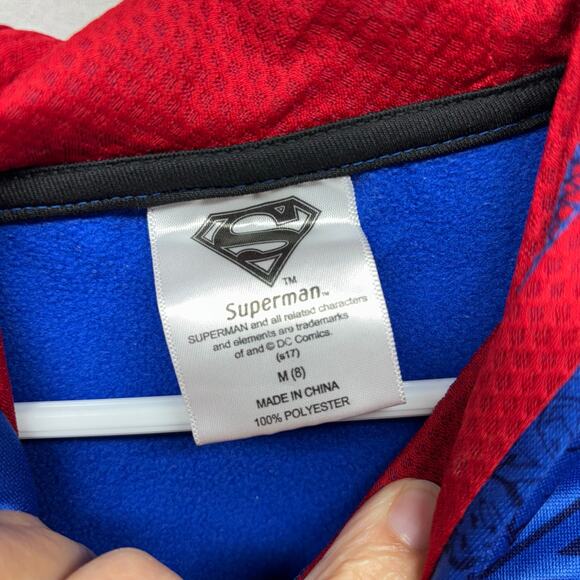 S
TM
Superman™
SUPERMAN and all related characters
and elements are trademarks
of and © DC Comics.
(s17)
M (8)
MADE IN CHINA
100% POLYESTER